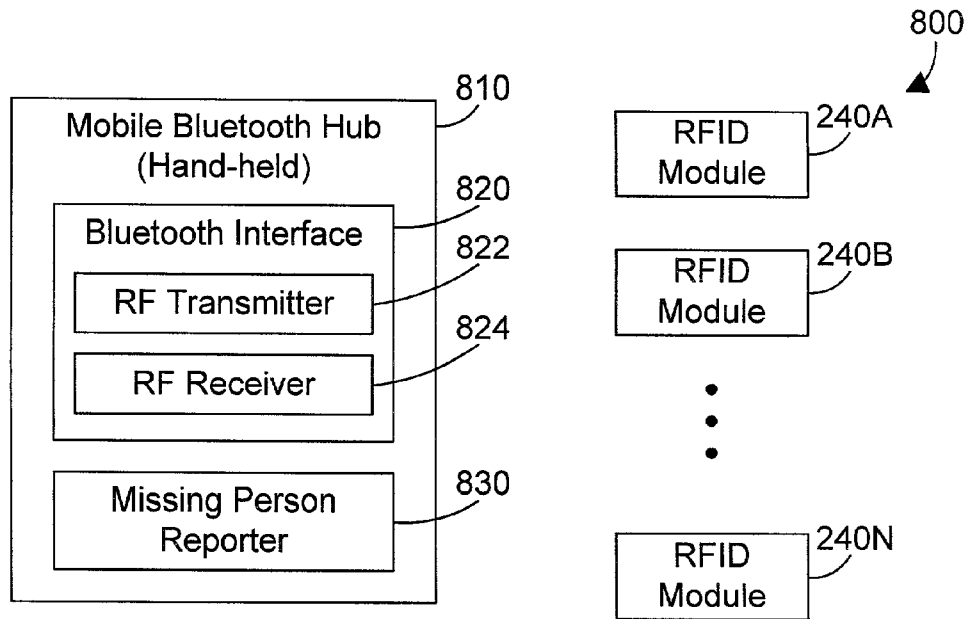 800
810
Mobile Bluetooth Hub
(Hand-held)
820
Bluetooth Interface
822
RF Transmitter
824
RF Receiver
830
Missing Person
Reporter
240A
RFID
Module
240B
RFID
Module
240N
RFID
Module